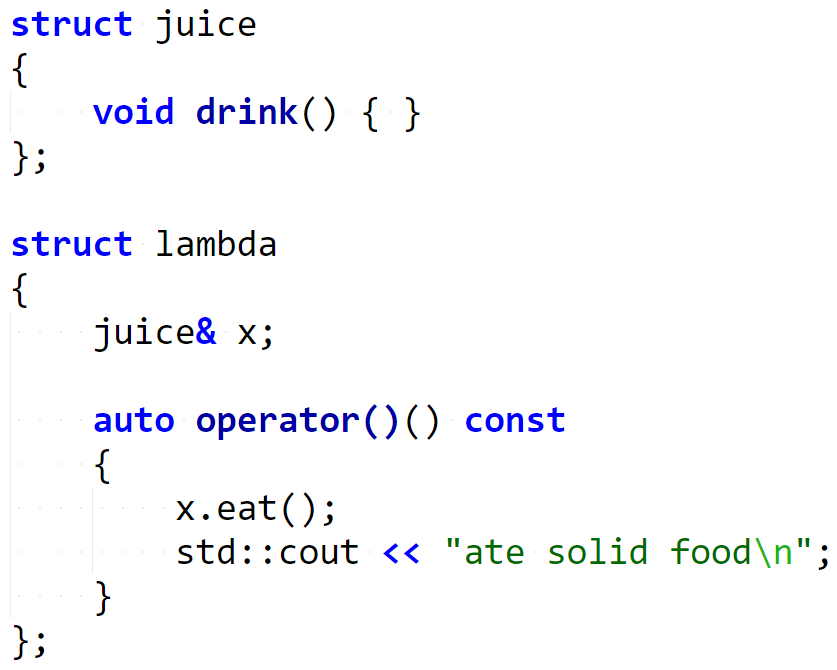 struct juice
{
    void drink() { }
};

struct lambda
{
    juice& x;

    auto operator()() const
    {
        x.eat();
        std::cout << "ate solid food\n";
    }
};